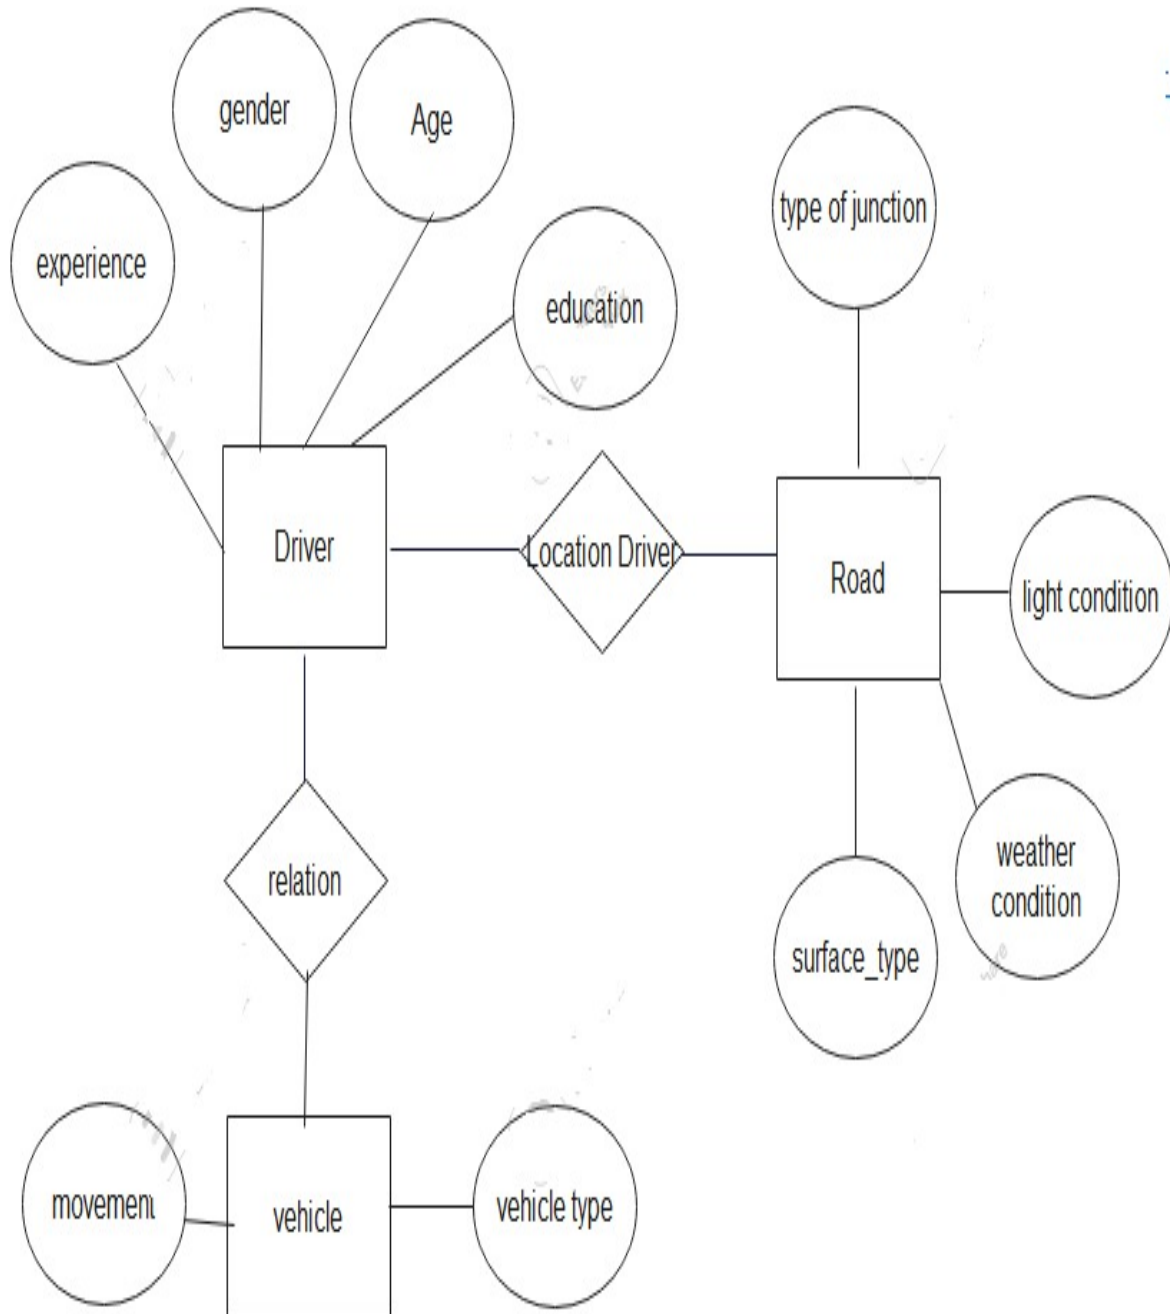 gender
Age
experience
education
type of junction
Driver
Location Driver
Road
light condition
relation
weather
condition
surface_type
movement
vehicle
vehicle type